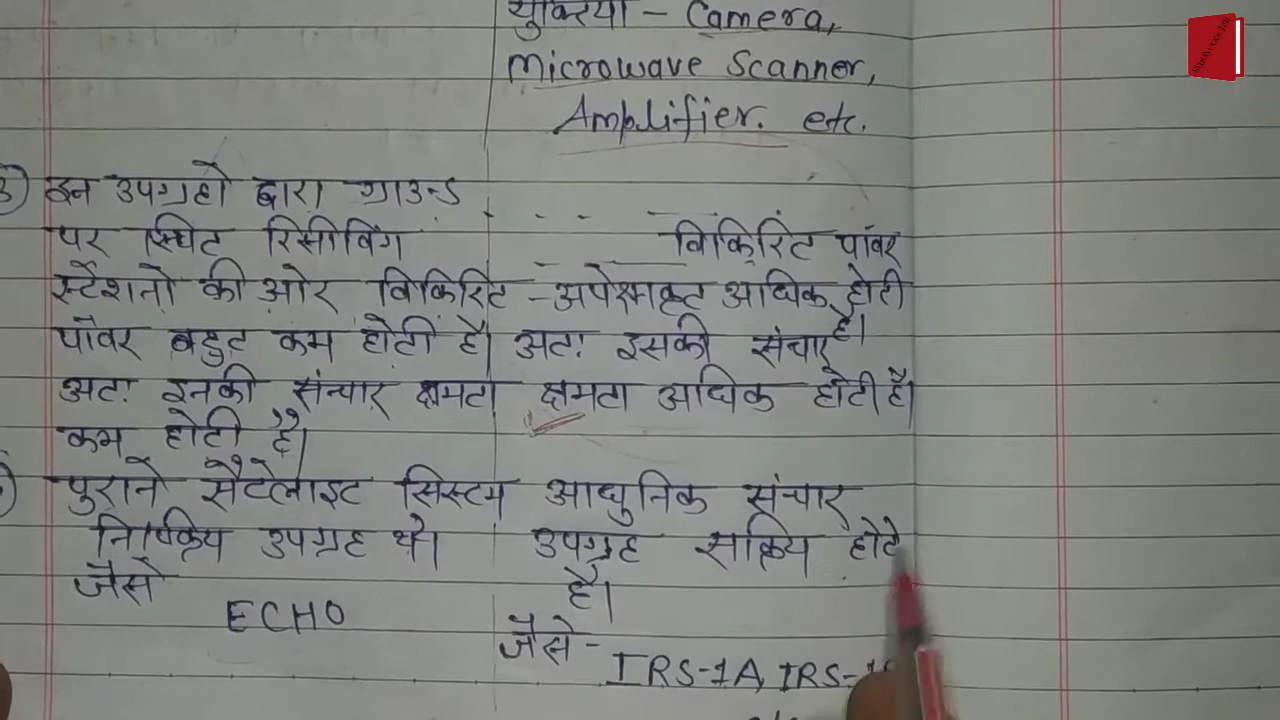 युक्तियाँ - Camera,
Microwave Scanner,
Amplifier. etc.
इन उपग्रहो द्वारा ग्राउन्ड
पर स्थित रिसीविंग
स्टेशनो की ओर विकिरित
पॉवर बहुत कम होती है।
अतः इनकी संचार क्षमता
कम होती है।
विकिरित पॉवर
अपेक्षाकृत अधिक होती
है।
अतः इसकी संचार
क्षमता अधिक होती है।
पुराने सैटेलाइट सिस्टम
निष्क्रिय उपग्रह थे।
जैसे
ECHO
आधुनिक संचार
उपग्रह सक्रिय होते
है।
जैसे -
IRS-1A, IRS-